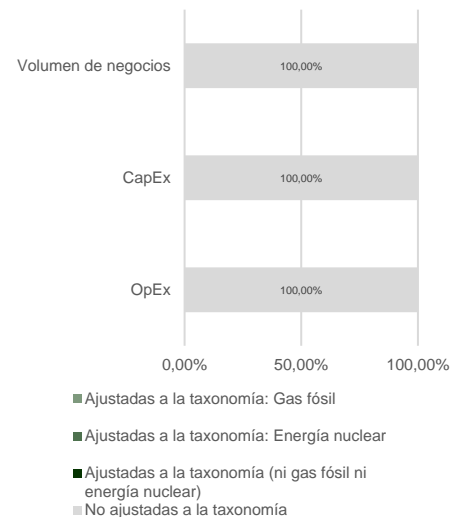 Volumen de negocios
100,00%
CapEx
100,00%
OpEx
100,00%
0,00% 50,00% 100,00%
Ajustadas a la taxonomía: Gas fósil
Ajustadas a la taxonomía: Energía nuclear
Ajustadas a la taxonomía (ni gas fósil ni
energía nuclear)
No ajustadas a la taxonomía